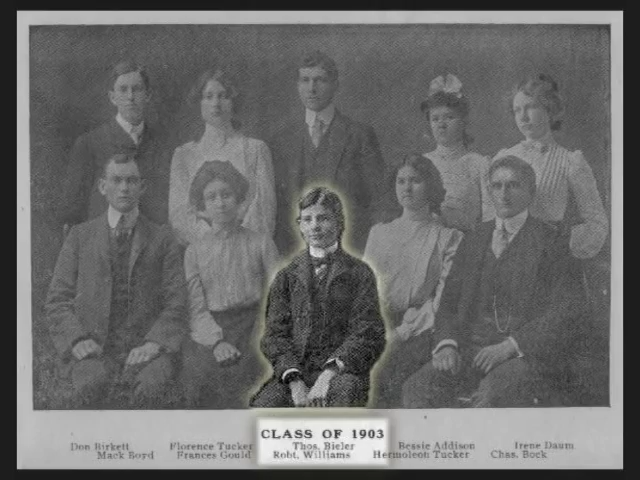 CLASS OF 1903
Don Birkett Florence Tucker Thos. Bieler Bessie Addison Irene Daum
Mack Boyd Frances Gould Robt. Williams Hermoleon Tucker Chas. Bock